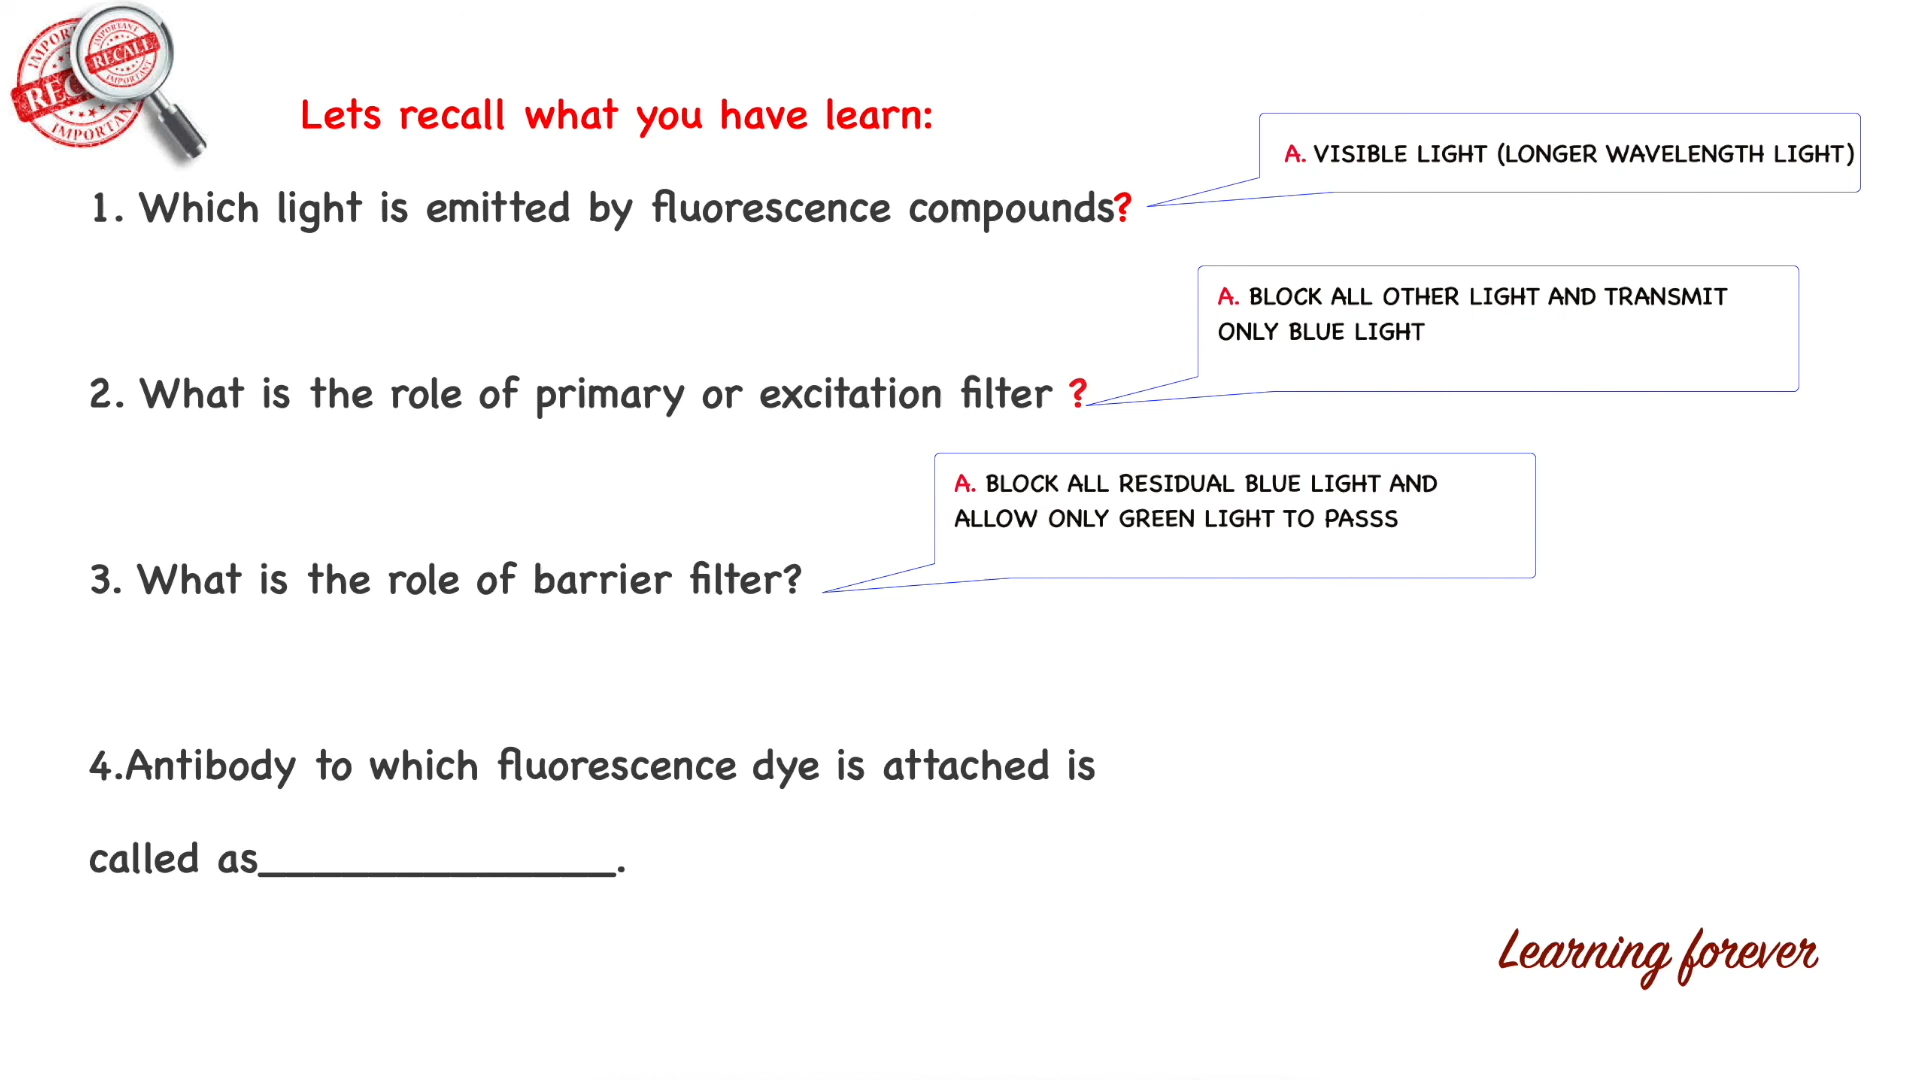 IMPORTANT
RECALL
IMPORTANT
Lets recall what you have learn:
A. VISIBLE LIGHT (LONGER WAVELENGTH LIGHT)
1. Which light is emitted by fluorescence compounds?
A. BLOCK ALL OTHER LIGHT AND TRANSMIT
ONLY BLUE LIGHT
2. What is the role of primary or excitation filter ?
A. BLOCK ALL RESIDUAL BLUE LIGHT AND
ALLOW ONLY GREEN LIGHT TO PASSS
3. What is the role of barrier filter?
4.Antibody to which fluorescence dye is attached is
called as_______________.
Learning forever